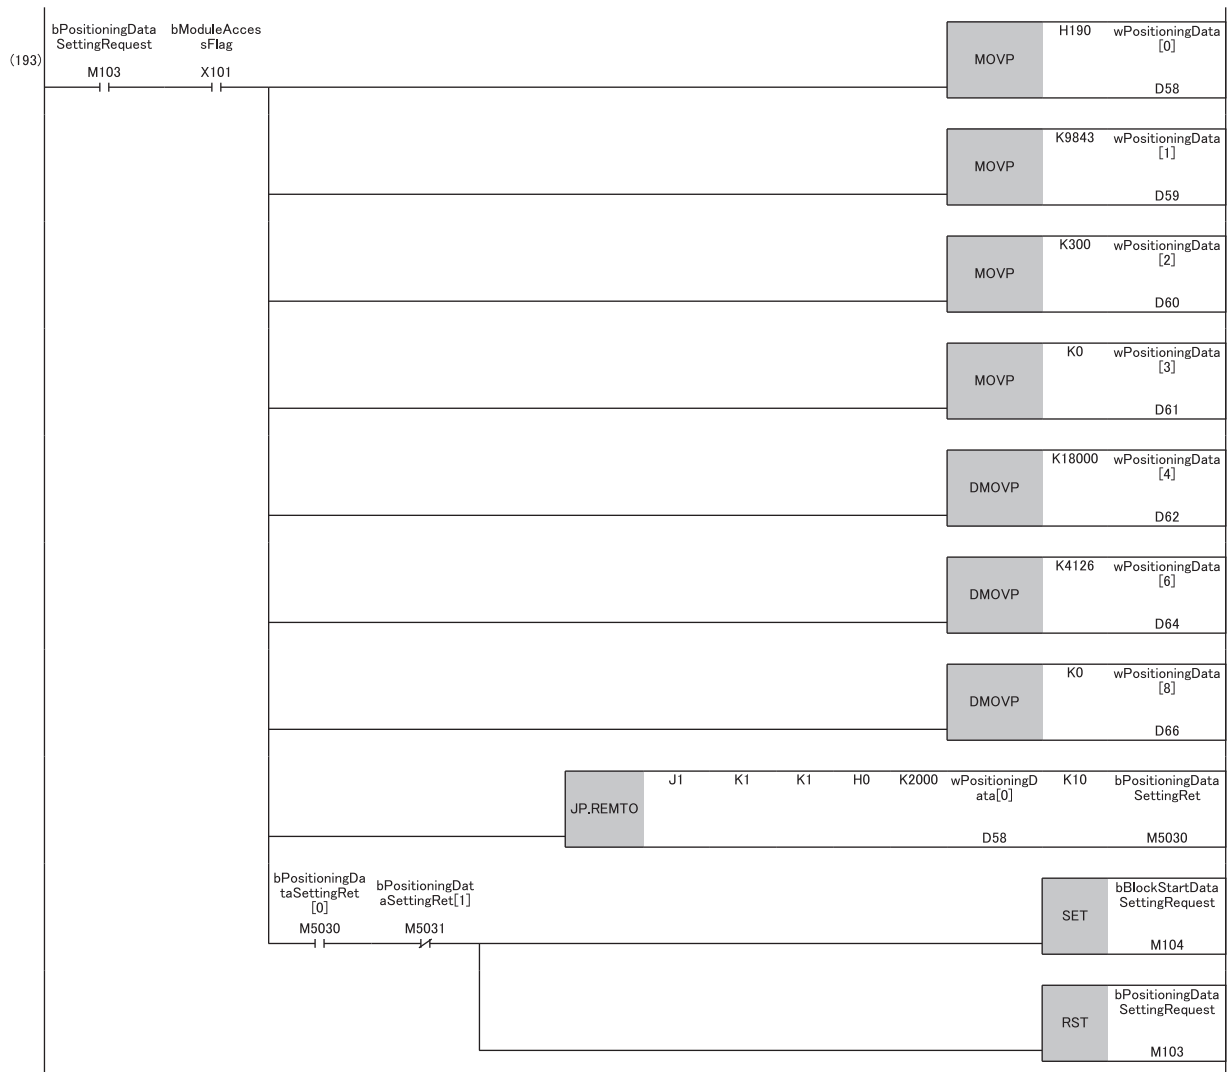 bPositioningData
SettingRequest
bModuleAcces
sFlag
(193)
M103
X101
MOVP
H190
wPositioningData
[0]
D58
MOVP
K9843
wPositioningData
[1]
D59
MOVP
K300
wPositioningData
[2]
D60
MOVP
K0
wPositioningData
[3]
D61
DMOVP
K18000
wPositioningData
[4]
D62
DMOVP
K4126
wPositioningData
[6]
D64
DMOVP
K0
wPositioningData
[8]
D66
JP.REMTO
J1
K1
K1
H0
K2000
wPositioningD
ata[0]
D58
K10
bPositioningData
SettingRet
M5030
bPositioningDa
taSettingRet
[0]
M5030
bPositioningDat
aSettingRet[1]
M5031
SET
bBlockStartData
SettingRequest
M104
RST
bPositioningData
SettingRequest
M103